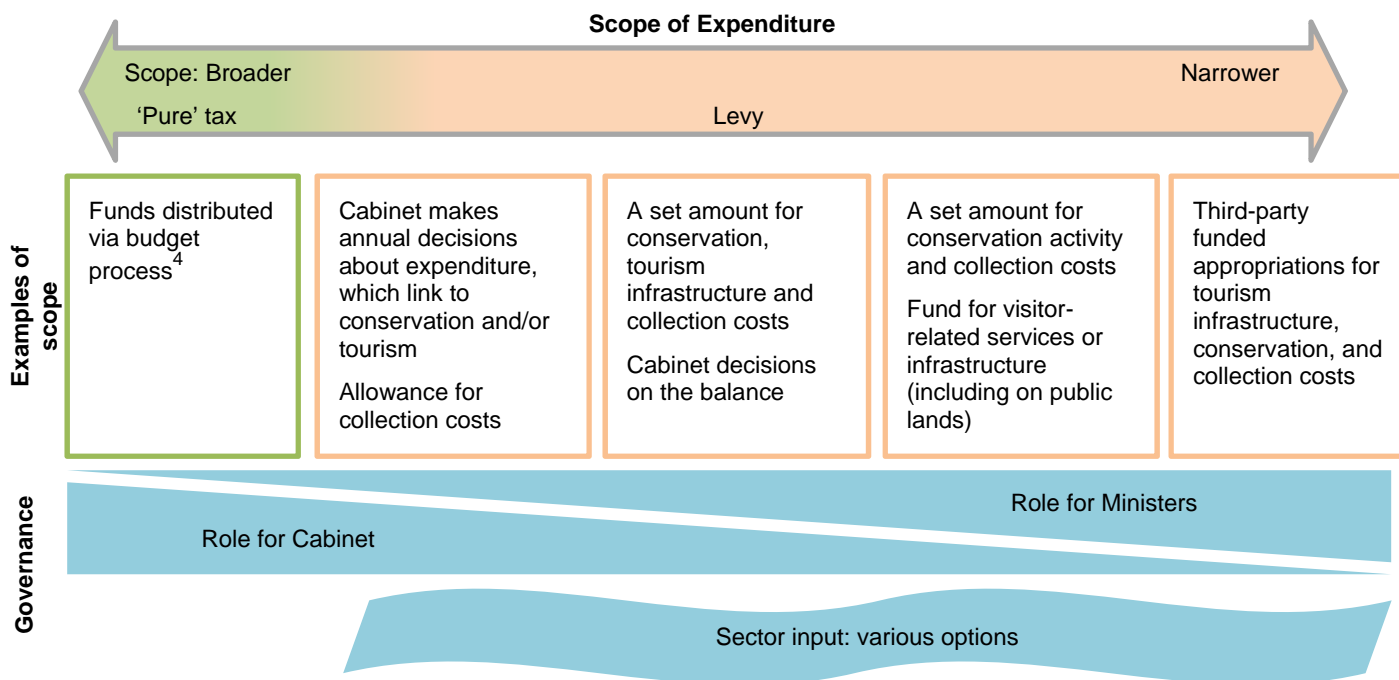 Scope of Expenditure
Scope: Broader
Narrower
‘Pure’ tax
Levy
Examples of
scope
Funds distributed
via budget
process4
Cabinet makes
annual decisions
about expenditure,
which link to
conservation and/or
tourism
Allowance for
collection costs
A set amount for
conservation,
tourism
infrastructure and
collection costs
Cabinet decisions
on the balance
A set amount for
conservation activity
and collection costs
Fund for visitor-
related services or
infrastructure
(including on public
lands)
Third-party
funded
appropriations for
tourism
infrastructure,
conservation, and
collection costs
Governance
Role for Ministers
Role for Cabinet
Sector input: various options